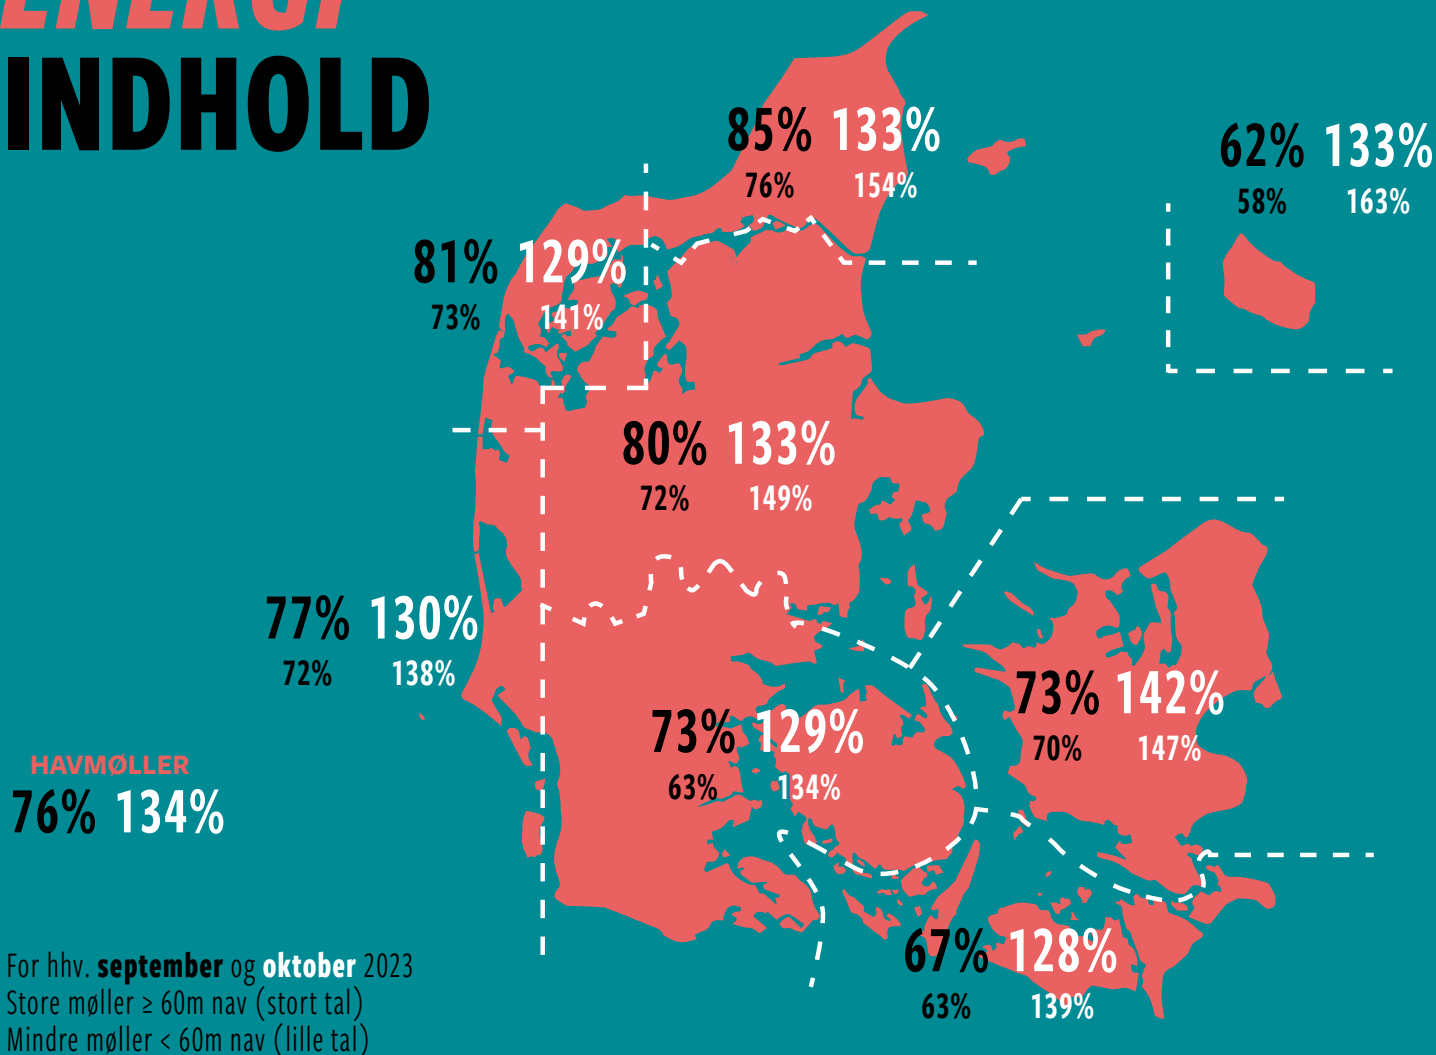 ENERGI
INDHOLD
85% 133%
76% 154%
62% 133%
58% 163%
81% 129%
73% 141%
80% 133%
72% 149%
77% 130%
72% 138%
73% 142%
70% 147%
73% 129%
63% 134%
HAVMØLLER
76% 134%
67% 128%
63% 139%
For hhv. september og oktober 2023
Store møller ≥ 60m nav (stort tal)
Mindre møller < 60m nav (lille tal)